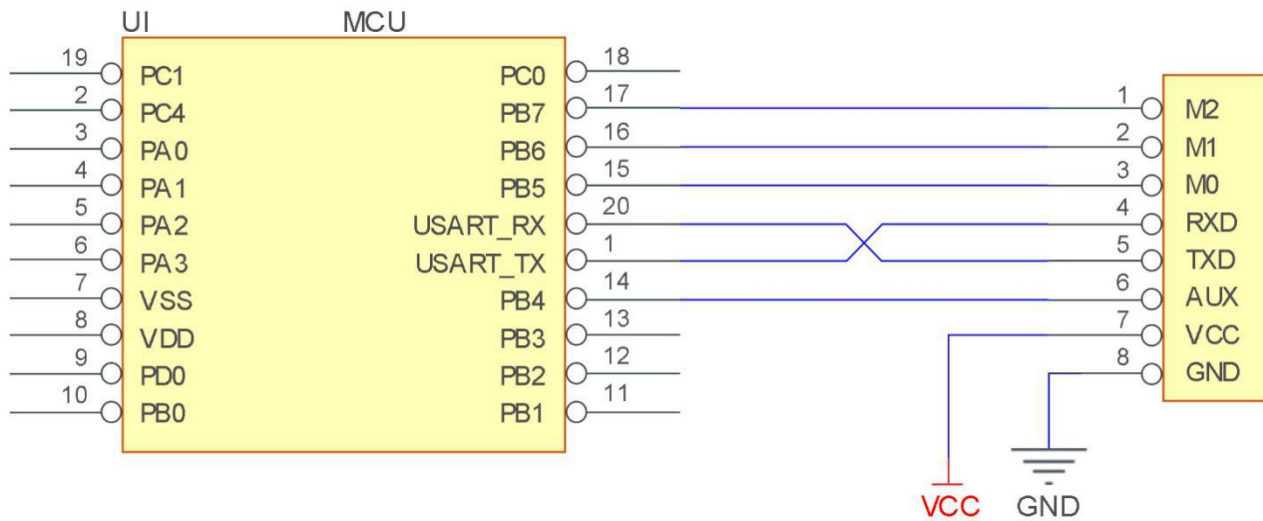 UI MCU
19 PC1 PC0 18
2 PC4 PB7 17 1 M2
3 PA0 PB6 16 2 M1
4 PA1 PB5 15 3 M0
5 PA2 USART_RX 20 4 RXD
6 PA3 USART_TX 1 5 TXD
7 VSS PB4 14 6 AUX
8 VDD PB3 13 7 VCC
9 PD0 PB2 12 8 GND
10 PB0 PB1 11
VCC GND